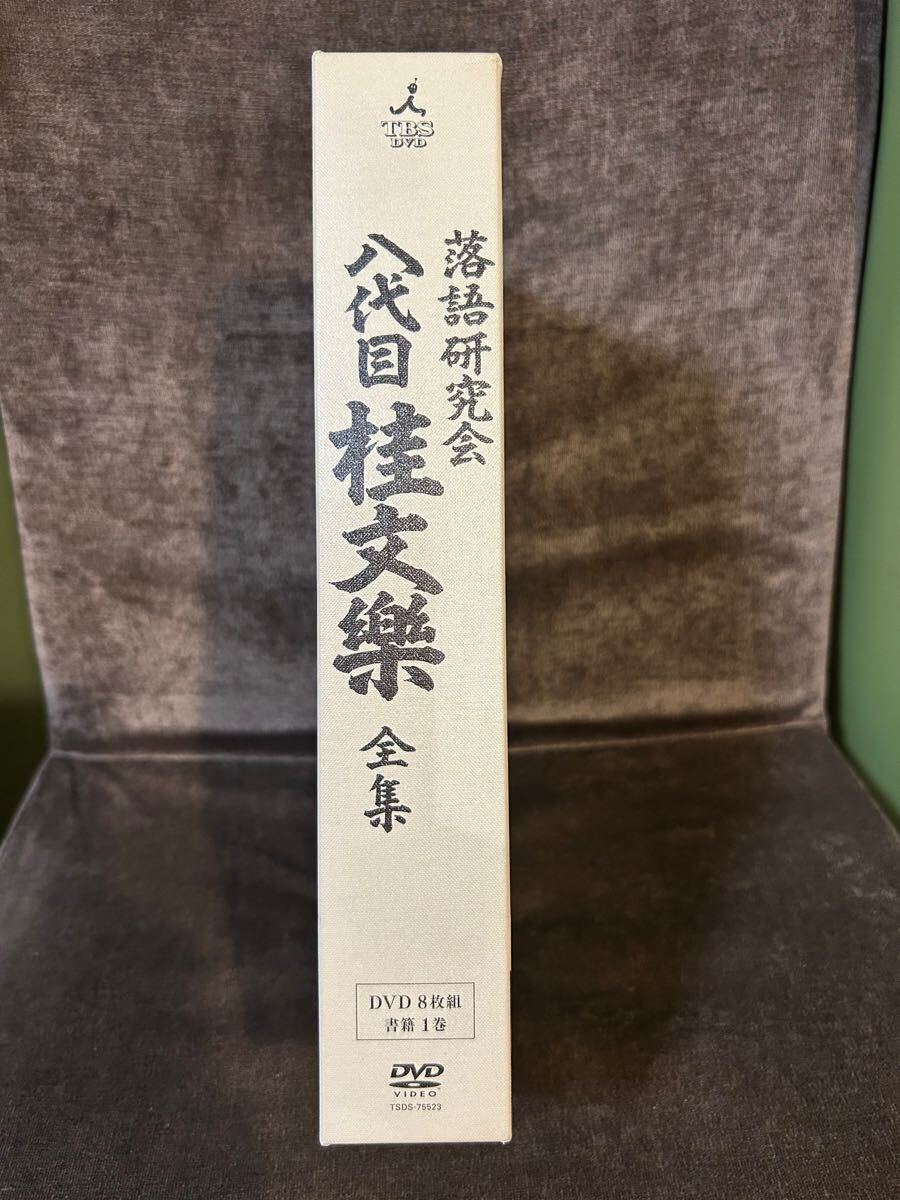 TBS
DVD
落語研究会
八代目 桂文樂 全集
DVD 8枚組
書籍 1巻
DVD
VIDEO™
TSDS-75523